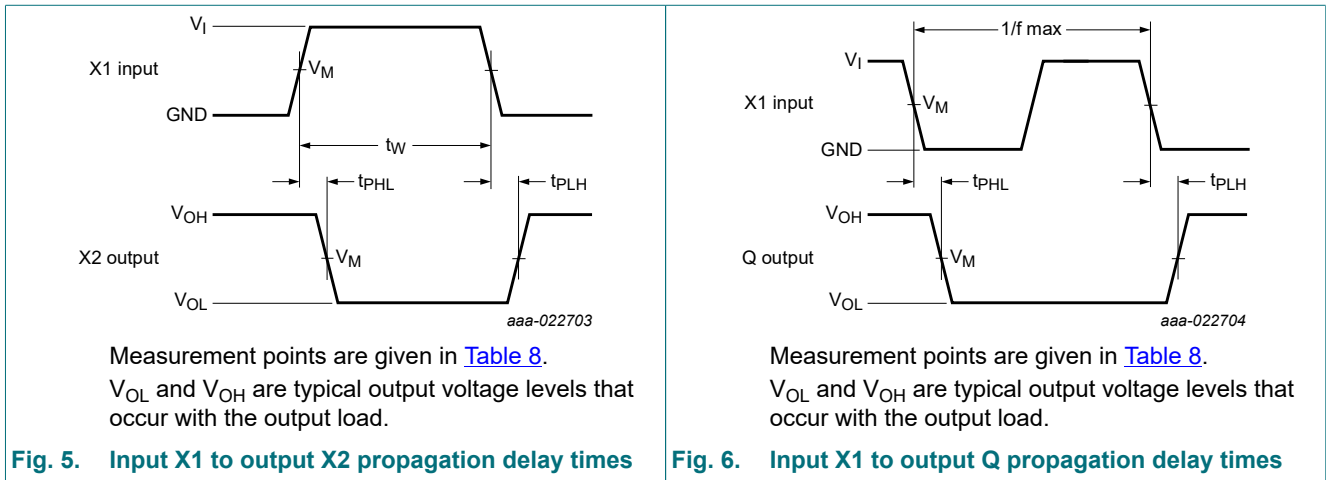 V_I
X1 input
V_M
GND
t_W
t_PHL
t_PLH
V_OH
X2 output
V_M
V_OL
aaa-022703
Measurement points are given in Table 8.
V_OL and V_OH are typical output voltage levels that
occur with the output load.
Fig. 5. Input X1 to output X2 propagation delay times
1/f max
V_I
X1 input
V_M
GND
t_PHL
t_PLH
V_OH
Q output
V_M
V_OL
aaa-022704
Measurement points are given in Table 8.
V_OL and V_OH are typical output voltage levels that
occur with the output load.
Fig. 6. Input X1 to output Q propagation delay times